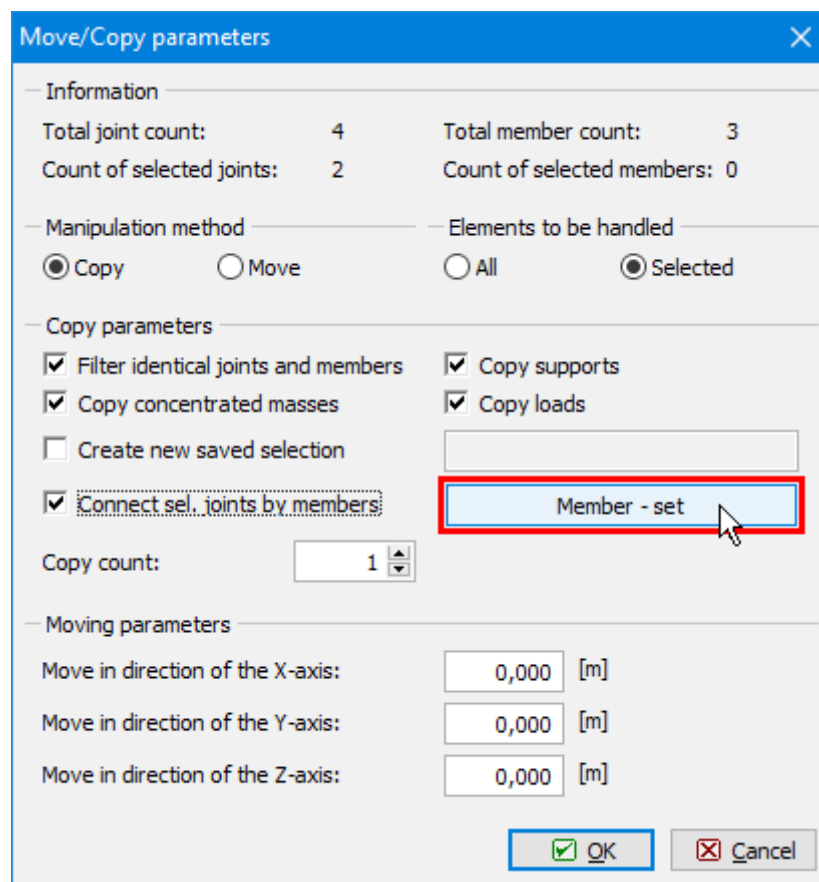 Move/Copy parameters
Information
Total joint count: 4 Total member count: 3
Count of selected joints: 2 Count of selected members: 0
Manipulation method Elements to be handled
Copy Move All Selected
Copy parameters
Filter identical joints and members Copy supports
Copy concentrated masses Copy loads
Create new saved selection
Connect sel. joints by members Member - set
Copy count: 1
Moving parameters
Move in direction of the X-axis: 0,000 [m]
Move in direction of the Y-axis: 0,000 [m]
Move in direction of the Z-axis: 0,000 [m]
OK Cancel